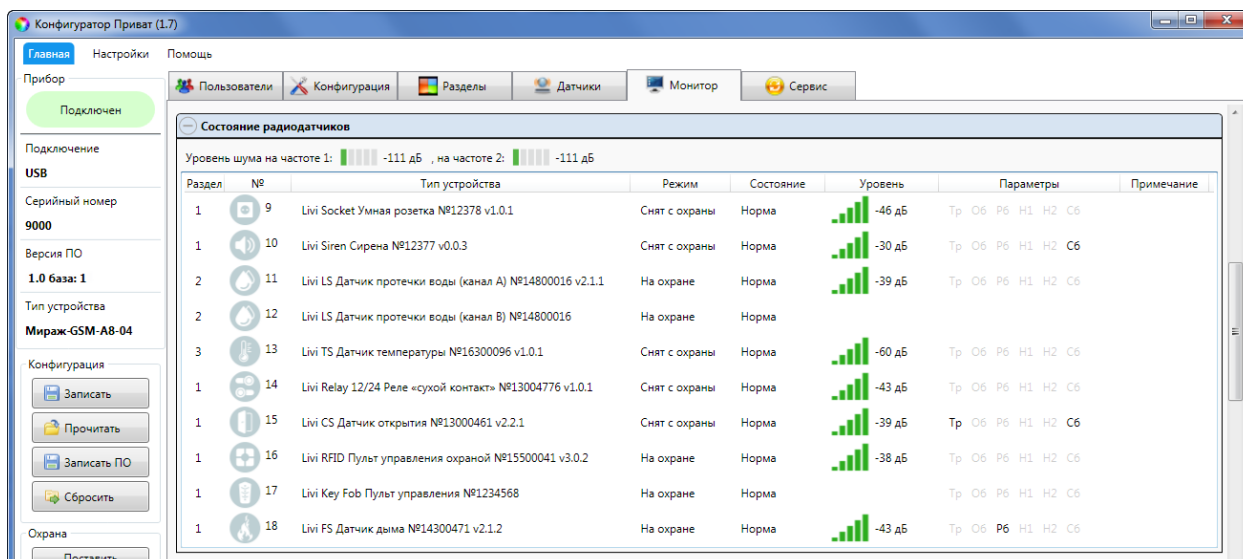 Конфигуратор Приват (1.7)
Главная Настройки Помощь
Прибор
Подключен
Подключение
USB
Серийный номер
9000
Версия ПО
1.0 база: 1
Тип устройства
Мираж-GSM-A8-04
Конфигурация
Записать
Прочитать
Записать ПО
Сбросить
Охрана
Поставить
Пользователи Конфигурация Разделы Датчики Монитор Сервис
Состояние радиодатчиков
Уровень шума на частоте 1: -111 дБ , на частоте 2: -111 дБ
Раздел № Тип устройства Режим Состояние Уровень Параметры Примечание
1 9 Livi Socket Умная розетка №12378 v1.0.1 Снят с охраны Норма -46 дБ Тр Об Рб Н1 Н2 Сб
1 10 Livi Siren Сирена №12377 v0.0.3 Снят с охраны Норма -30 дБ Тр Об Рб Н1 Н2 Сб
2 11 Livi LS Датчик протечки воды (канал A) №14800016 v2.1.1 На охране Норма -39 дБ Тр Об Рб Н1 Н2 Сб
2 12 Livi LS Датчик протечки воды (канал B) №14800016 На охране Норма
3 13 Livi TS Датчик температуры №16300096 v1.0.1 Снят с охраны Норма -60 дБ Тр Об Рб Н1 Н2 Сб
1 14 Livi Relay 12/24 Реле «сухой контакт» №13004776 v1.0.1 Снят с охраны Норма -43 дБ Тр Об Рб Н1 Н2 Сб
1 15 Livi CS Датчик открытия №13000461 v2.2.1 Снят с охраны Норма -39 дБ Тр Об Рб Н1 Н2 Сб
1 16 Livi RFID Пульт управления охраной №15500041 v3.0.2 На охране Норма -38 дБ Тр Об Рб Н1 Н2 Сб
1 17 Livi Key Fob Пульт управления №1234568 На охране Норма Тр Об Рб Н1 Н2 Сб
1 18 Livi FS Датчик дыма №14300471 v2.1.2 На охране Норма -43 дБ Тр Об Рб Н1 Н2 Сб